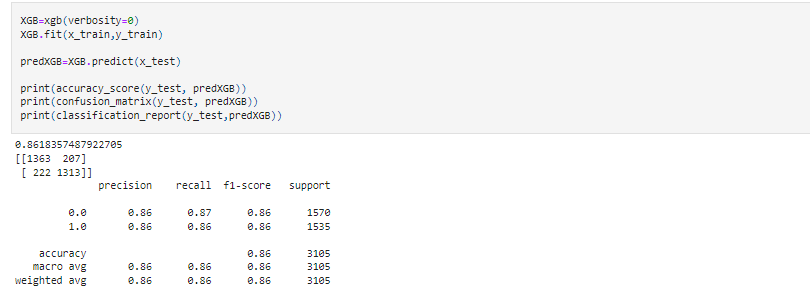 XGB=xgb(verbosity=0)
XGB.fit(x_train,y_train)
predXGB=XGB.predict(x_test)
print(accuracy_score(y_test, predXGB))
print(confusion_matrix(y_test, predXGB))
print(classification_report(y_test,predXGB))
0.8618357487922705
[[1363  207]
 [ 222 1313]]
              precision    recall  f1-score   support
         0.0       0.86      0.87      0.86      1570
         1.0       0.86      0.86      0.86      1535
    accuracy                           0.86      3105
   macro avg       0.86      0.86      0.86      3105
weighted avg       0.86      0.86      0.86      3105